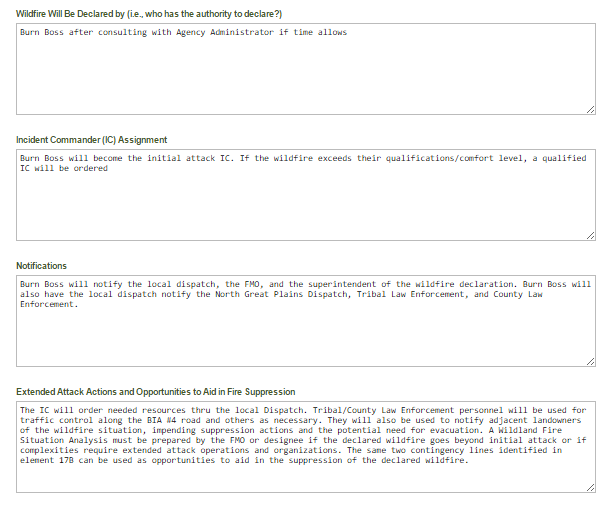 Wildfire Will Be Declared by (i.e., who has the authority to declare?)
Burn Boss after consulting with Agency Administrator if time allows
Incident Commander (IC) Assignment
Burn Boss will become the initial attack IC. If the wildfire exceeds their qualifications/comfort level, a qualified
IC will be ordered
Notifications
Burn Boss will notify the local dispatch, the FMO, and the superintendent of the wildfire declaration. Burn Boss will
also have the local dispatch notify the North Great Plains Dispatch, Tribal Law Enforcement, and County Law
Enforcement.
Extended Attack Actions and Opportunities to Aid in Fire Suppression
The IC will order needed resources thru the local Dispatch. Tribal/County Law Enforcement personnel will be used for
traffic control along the BIA #4 road and others as necessary. They will also be used to notify adjacent landowners
of the wildfire situation, impending suppression actions and the potential need for evacuation. A Wildland Fire
Situation Analysis must be prepared by the FMO or designee if the declared wildfire goes beyond initial attack or if
complexities require extended attack operations and organizations. The same two contingency lines identified in
element 17B can be used as opportunities to aid in the suppression of the declared wildfire.